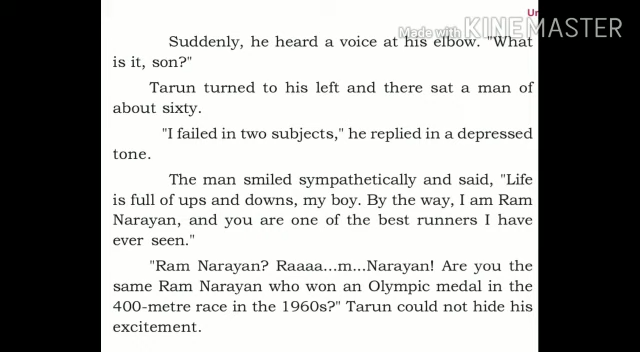 Ur
Made with KINEMASTER
Suddenly, he heard a voice at his elbow. "What
is it, son?"
Tarun turned to his left and there sat a man of
about sixty.
"I failed in two subjects," he replied in a depressed
tone.
The man smiled sympathetically and said, "Life
is full of ups and downs, my boy. By the way, I am Ram
Narayan, and you are one of the best runners I have
ever seen."
"Ram Narayan? Raaaa...m...Narayan! Are you the
same Ram Narayan who won an Olympic medal in the
400-metre race in the 1960s?" Tarun could not hide his
excitement.